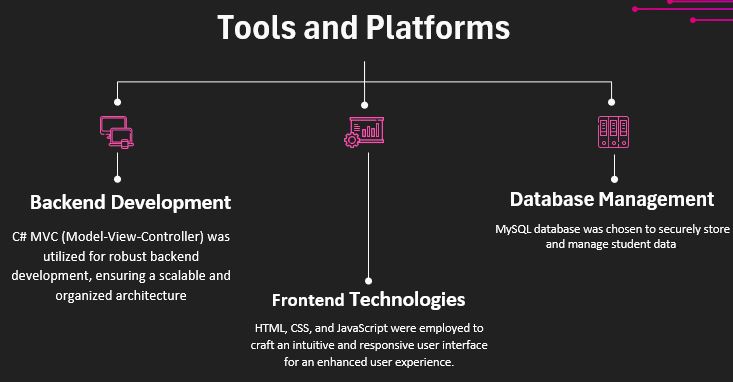 Tools and Platforms
Backend Development
C# MVC (Model-View-Controller) was
utilized for robust backend
development, ensuring a scalable and
organized architecture
Frontend Technologies
HTML, CSS, and JavaScript were employed to
craft an intuitive and responsive user interface
for an enhanced user experience.
Database Management
MySQL database was chosen to securely store
and manage student data